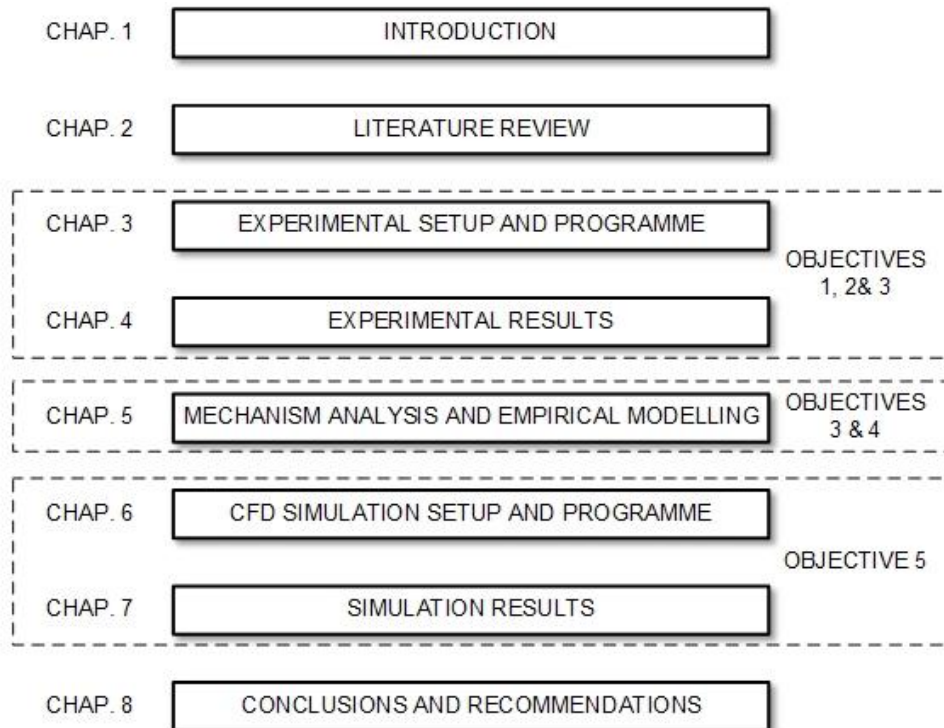 CHAP. 1 INTRODUCTION
CHAP. 2 LITERATURE REVIEW
CHAP. 3 EXPERIMENTAL SETUP AND PROGRAMME
OBJECTIVES
1, 2& 3
CHAP. 4 EXPERIMENTAL RESULTS
CHAP. 5 MECHANISM ANALYSIS AND EMPIRICAL MODELLING
OBJECTIVES
3 & 4
CHAP. 6 CFD SIMULATION SETUP AND PROGRAMME
OBJECTIVE 5
CHAP. 7 SIMULATION RESULTS
CHAP. 8 CONCLUSIONS AND RECOMMENDATIONS